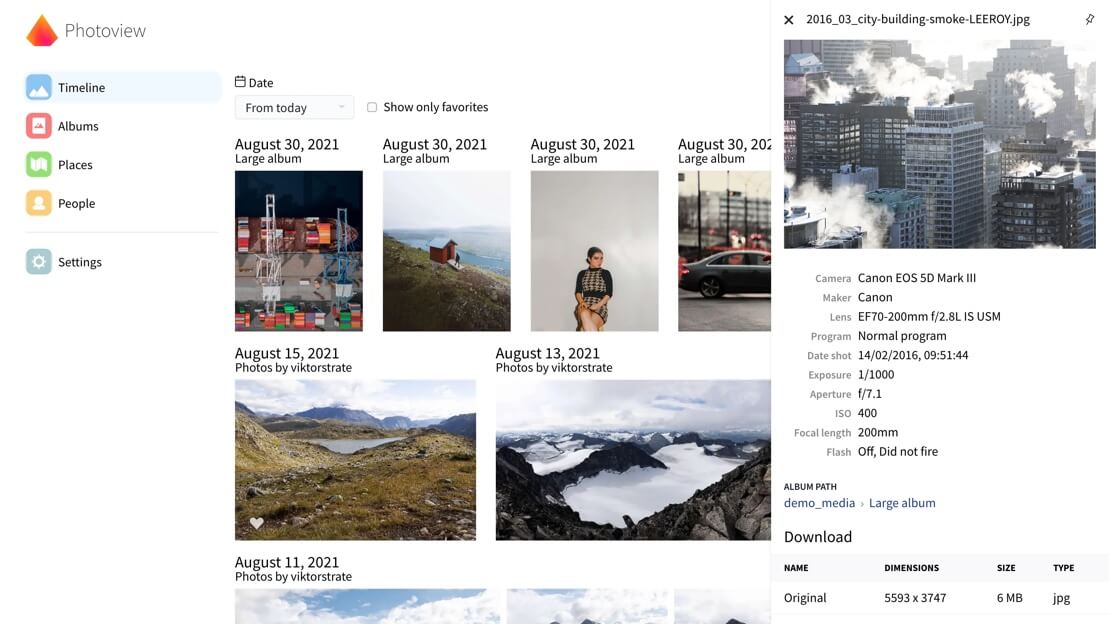 Photoview
Timeline
Albums
Places
People
Settings
Date
From today
Show only favorites
August 30, 2021
Large album
August 30, 2021
Large album
August 30, 2021
Large album
August 30, 202
Large album
August 15, 2021
Photos by viktorstrate
August 13, 2021
Photos by viktorstrate
August 11, 2021
Photos by viktorstrate
2016_03_city-building-smoke-LEEROY.jpg
Camera Canon EOS 5D Mark III
Maker Canon
Lens EF70-200mm f/2.8L IS USM
Program Normal program
Date shot 14/02/2016, 09:51:44
Exposure 1/1000
Aperture f/7.1
ISO 400
Focal length 200mm
Flash Off, Did not fire
ALBUM PATH
demo_media › Large album
Download
NAME DIMENSIONS SIZE TYPE
Original 5593 x 3747 6 MB jpg